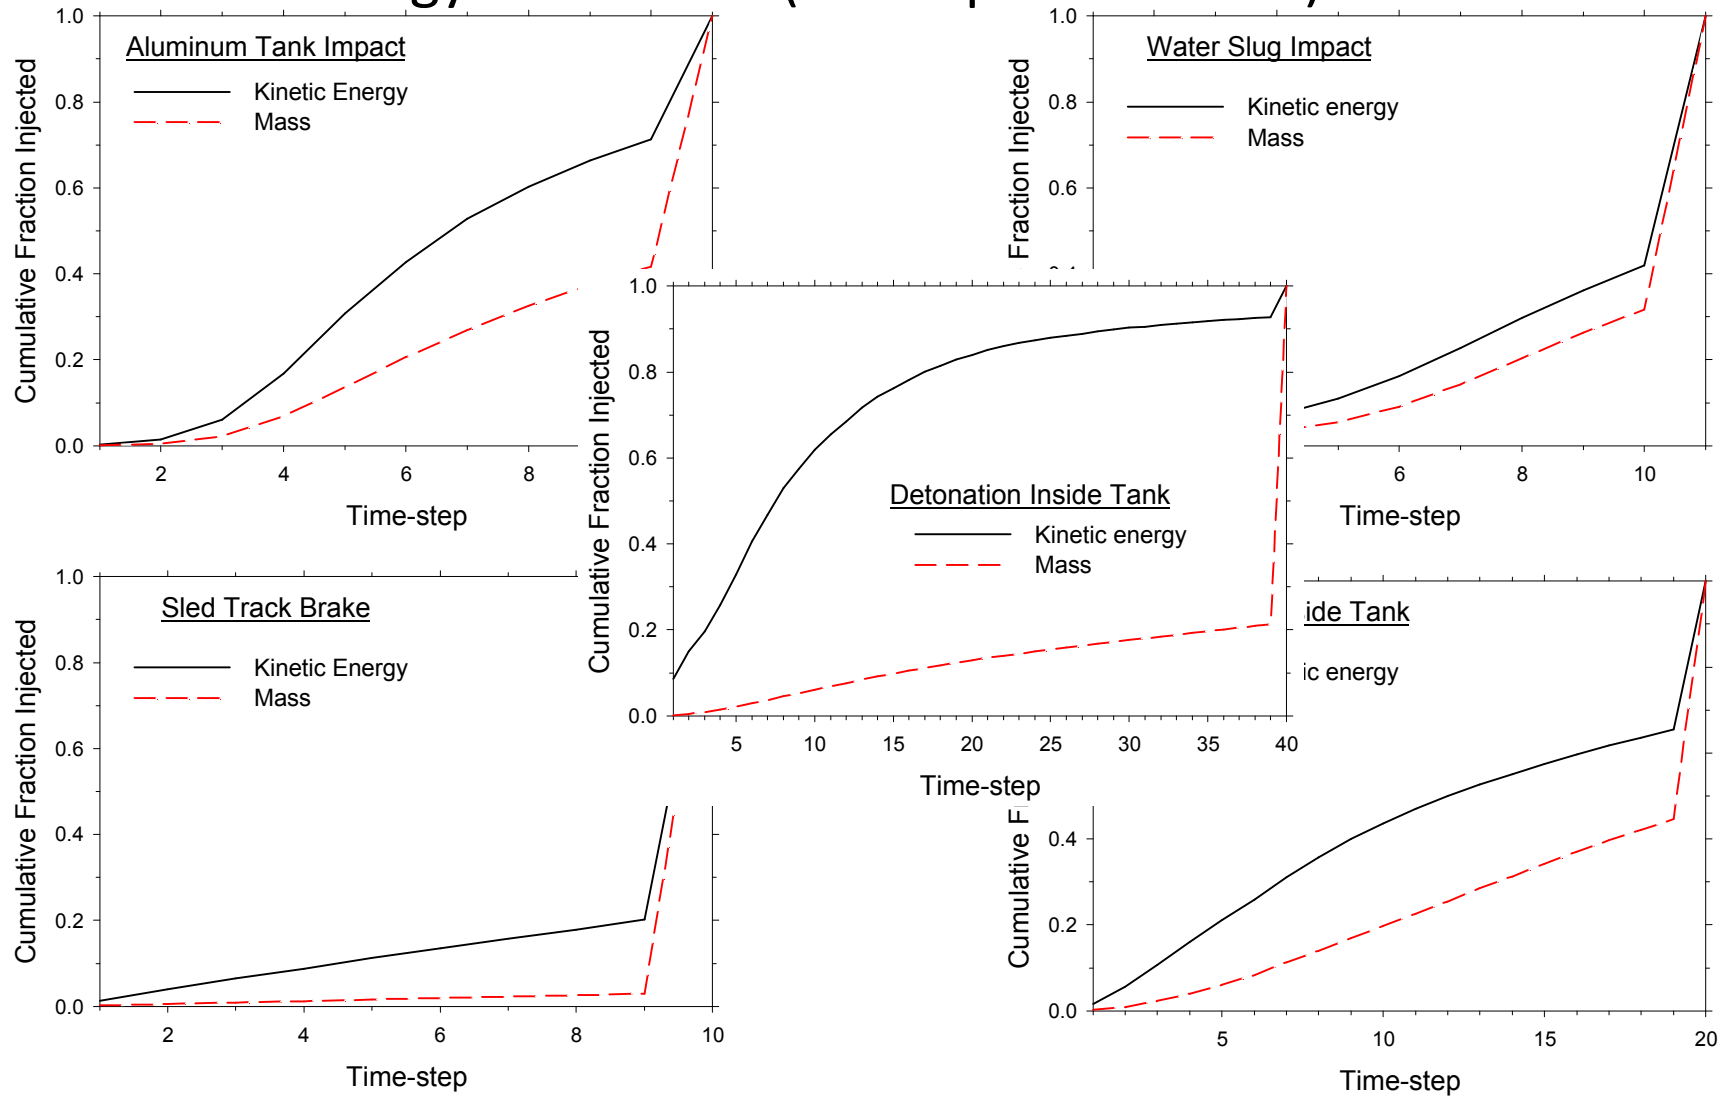 Aluminum Tank Impact
Kinetic Energy
Mass
Cumulative Fraction Injected
1.0
0.8
0.6
0.4
0.2
0.0
2
4
6
8
Time-step
Water Slug Impact
Kinetic energy
Mass
Fraction Injected
1.0
0.8
0.6
6
8
10
Time-step
Detonation Inside Tank
Kinetic energy
Mass
Cumulative Fraction Injected
1.0
0.8
0.6
0.4
0.2
0.0
5
10
15
20
25
30
35
40
Time-step
Sled Track Brake
Kinetic Energy
Mass
Cumulative Fraction Injected
1.0
0.8
0.6
0.4
0.2
0.0
2
4
6
8
10
Time-step
ide Tank
ic energy
Cumulative
0.4
0.2
0.0
5
10
15
20
Time-step